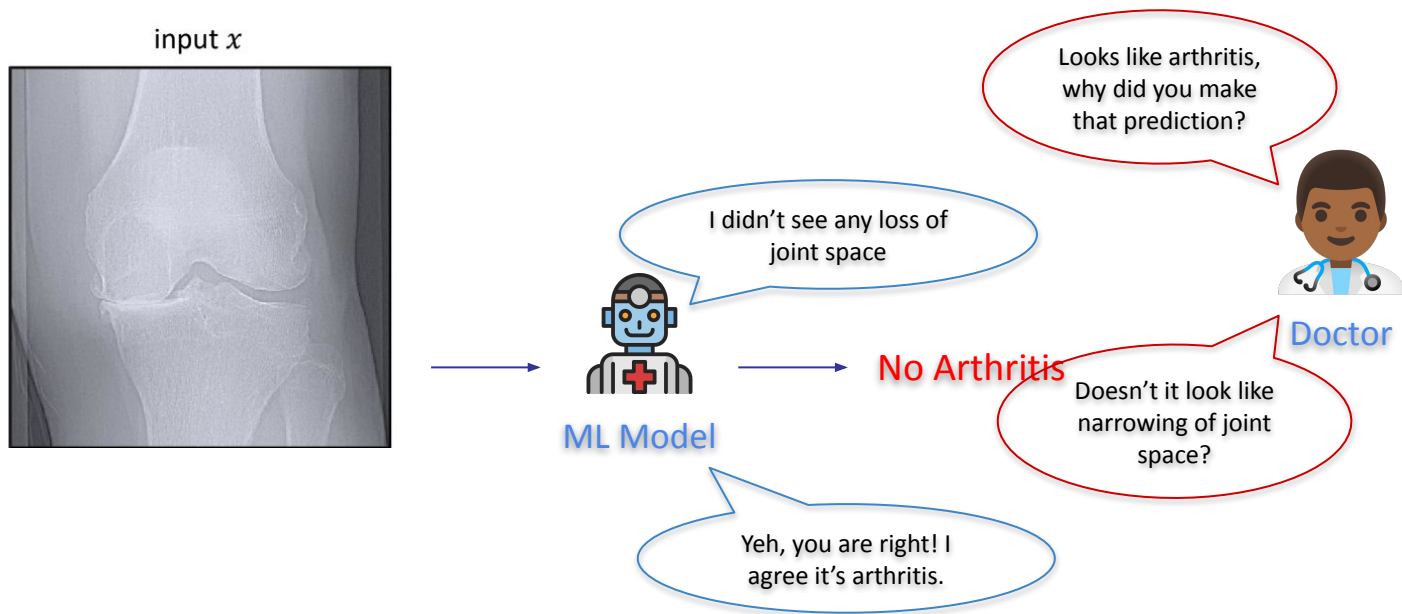 input x
Looks like arthritis,
why did you make
that prediction?
I didn’t see any loss of
joint space
Doctor
No Arthritis
Doesn’t it look like
narrowing of joint
space?
ML Model
Yeh, you are right! I
agree it’s arthritis.